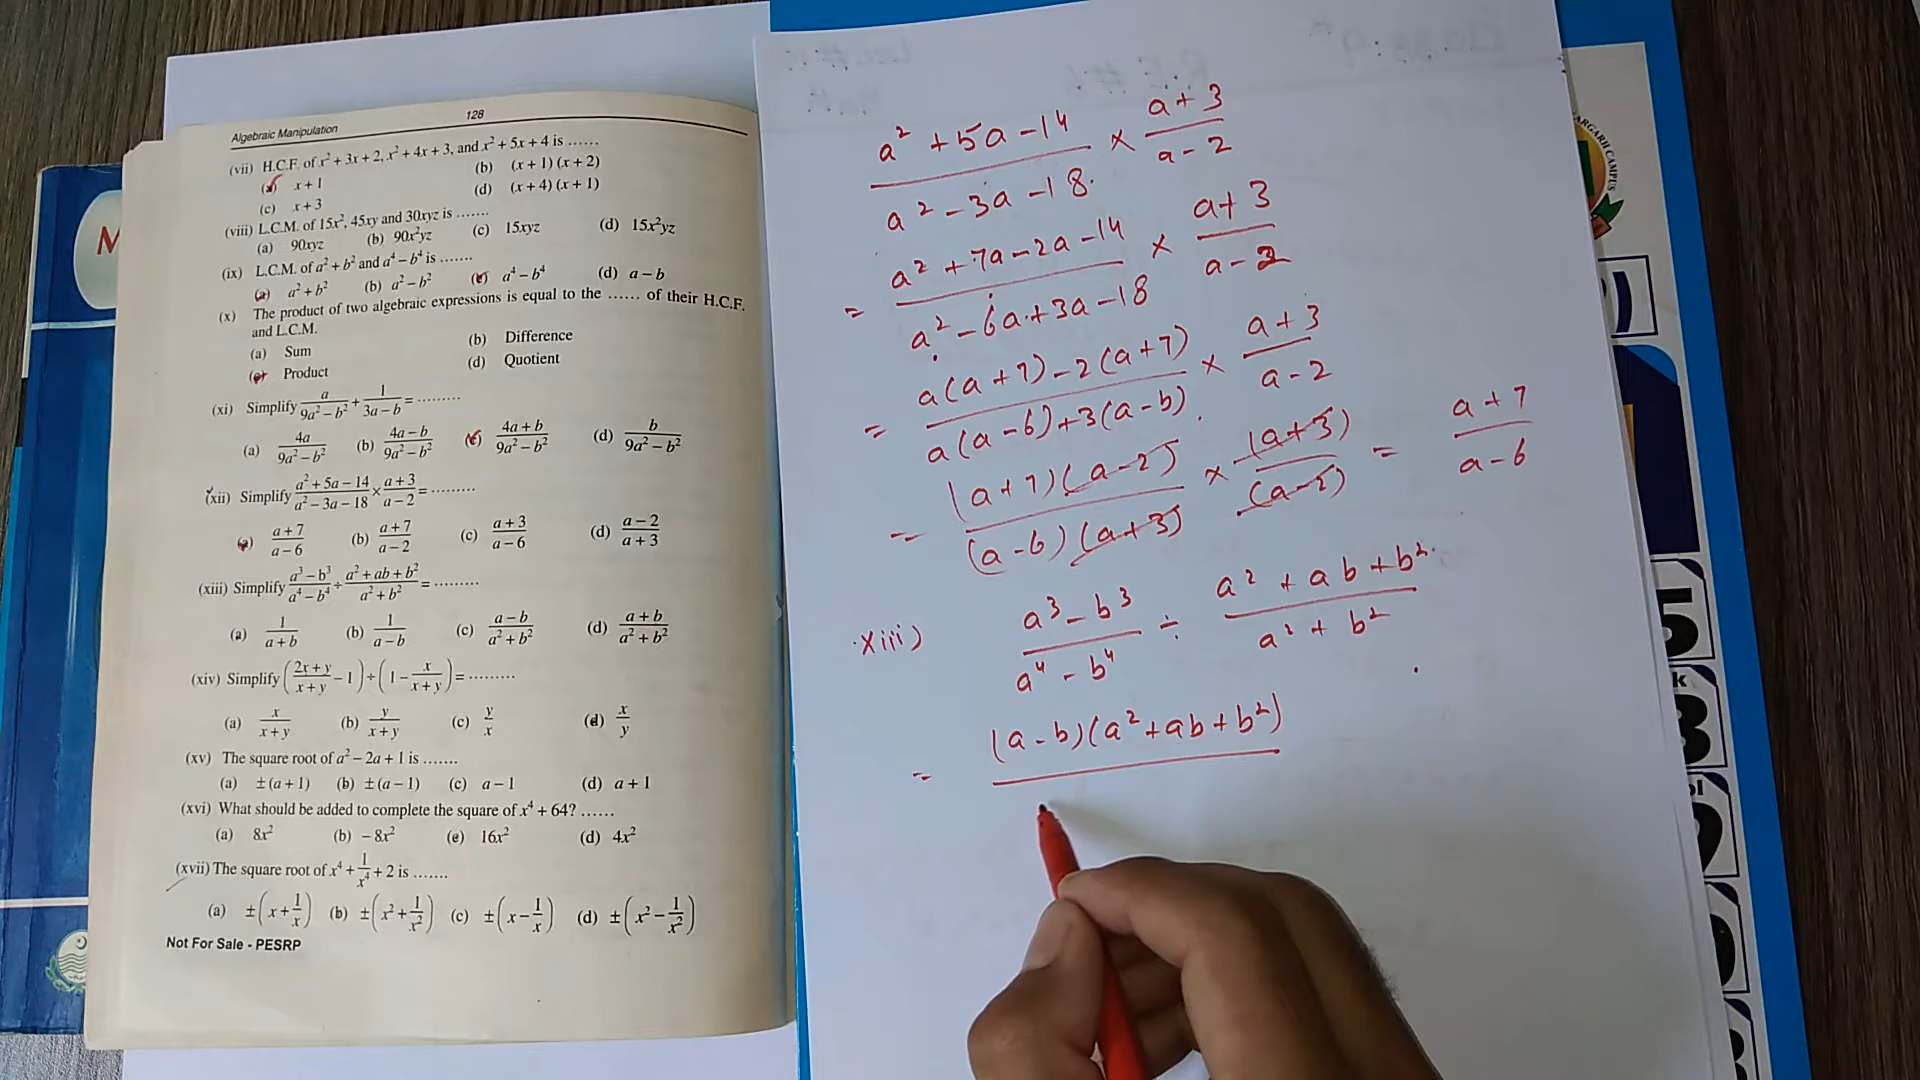 128
Algebraic Manipulation
(vii) H.C.F. of x² + 3x + 2, x² + 4x + 3, and x² + 5x + 4 is ......
(a) x + 1 (b) (x + 1) (x + 2)
(c) x + 3 (d) (x + 4) (x + 1)
(viii) L.C.M. of 15x², 45xy and 30xyz is .......
(a) 90xyz (b) 90x²yz (c) 15xyz (d) 15x²yz
(ix) L.C.M. of a² + b² and a⁴ – b⁴ is .......
(a) a² + b² (b) a² – b² (c) a⁴ – b⁴ (d) a – b
(x) The product of two algebraic expressions is equal to the ...... of their H.C.F.
and L.C.M.
(a) Sum (b) Difference
(c) Product (d) Quotient
(xi) Simplify a/(9a² – b²) + 1/(3a – b) = .........
(a) 4a/(9a² – b²) (b) (4a – b)/(9a² – b²) (c) (4a + b)/(9a² – b²) (d) b/(9a² – b²)
(xii) Simplify (a² + 5a – 14)/(a² – 3a – 18) × (a + 3)/(a – 2) = .........
(a) (a + 7)/(a – 6) (b) (a + 7)/(a – 2) (c) (a + 3)/(a – 6) (d) (a – 2)/(a + 3)
(xiii) Simplify (a³ – b³)/(a⁴ – b⁴) ÷ (a² + ab + b²)/(a² + b²) = .........
(a) 1/(a + b) (b) 1/(a – b) (c) (a – b)/(a² + b²) (d) (a + b)/(a² + b²)
(xiv) Simplify ((2x + y)/(x + y) – 1) ÷ (1 – x/(x + y)) = .........
(a) x/(x + y) (b) y/(x + y) (c) y/x (d) x/y
(xv) The square root of a² – 2a + 1 is .......
(a) ± (a + 1) (b) ± (a – 1) (c) a – 1 (d) a + 1
(xvi) What should be added to complete the square of x⁴ + 64? ......
(a) 8x² (b) – 8x² (c) 16x² (d) 4x²
(xvii) The square root of x⁴ + 1/x⁴ + 2 is .......
(a) ±(x + 1/x) (b) ±(x² + 1/x²) (c) ±(x – 1/x) (d) ±(x² – 1/x²)
Not For Sale - PESRP
(a² + 5a - 14)/(a² - 3a - 18) × (a + 3)/(a - 2)
= (a² + 7a - 2a - 14)/(a² - 6a + 3a - 18) × (a + 3)/(a - 2)
= (a(a + 7) - 2(a + 7))/(a(a - 6) + 3(a - 6)) × (a + 3)/(a - 2)
= ((a + 7)(a - 2))/((a - 6)(a + 3)) × (a + 3)/(a - 2) = (a + 7)/(a - 6)
xiii) (a³ - b³)/(a⁴ - b⁴) ÷ (a² + ab + b²)/(a² + b²)
= (a - b)(a² + ab + b²)
M
GARGARH CAMPUS